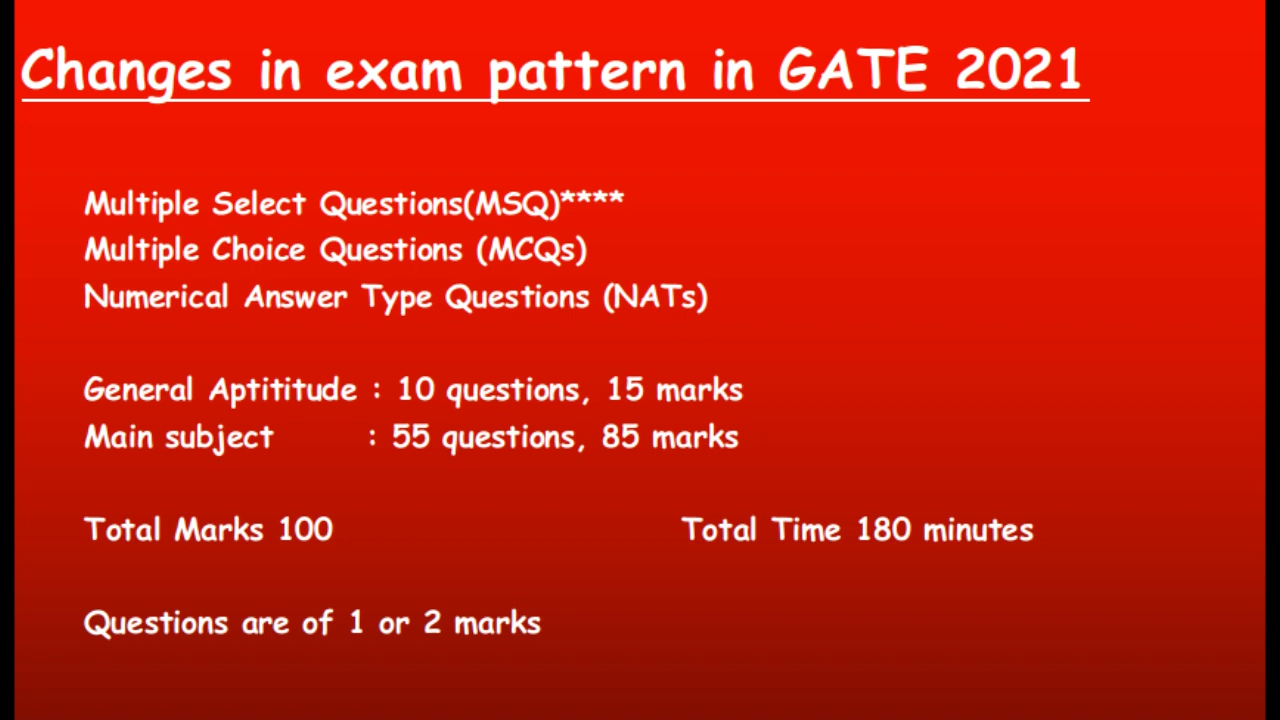 Changes in exam pattern in GATE 2021
Multiple Select Questions(MSQ)****
Multiple Choice Questions (MCQs)
Numerical Answer Type Questions (NATs)
General Aptititude : 10 questions, 15 marks
Main subject : 55 questions, 85 marks
Total Marks 100 Total Time 180 minutes
Questions are of 1 or 2 marks